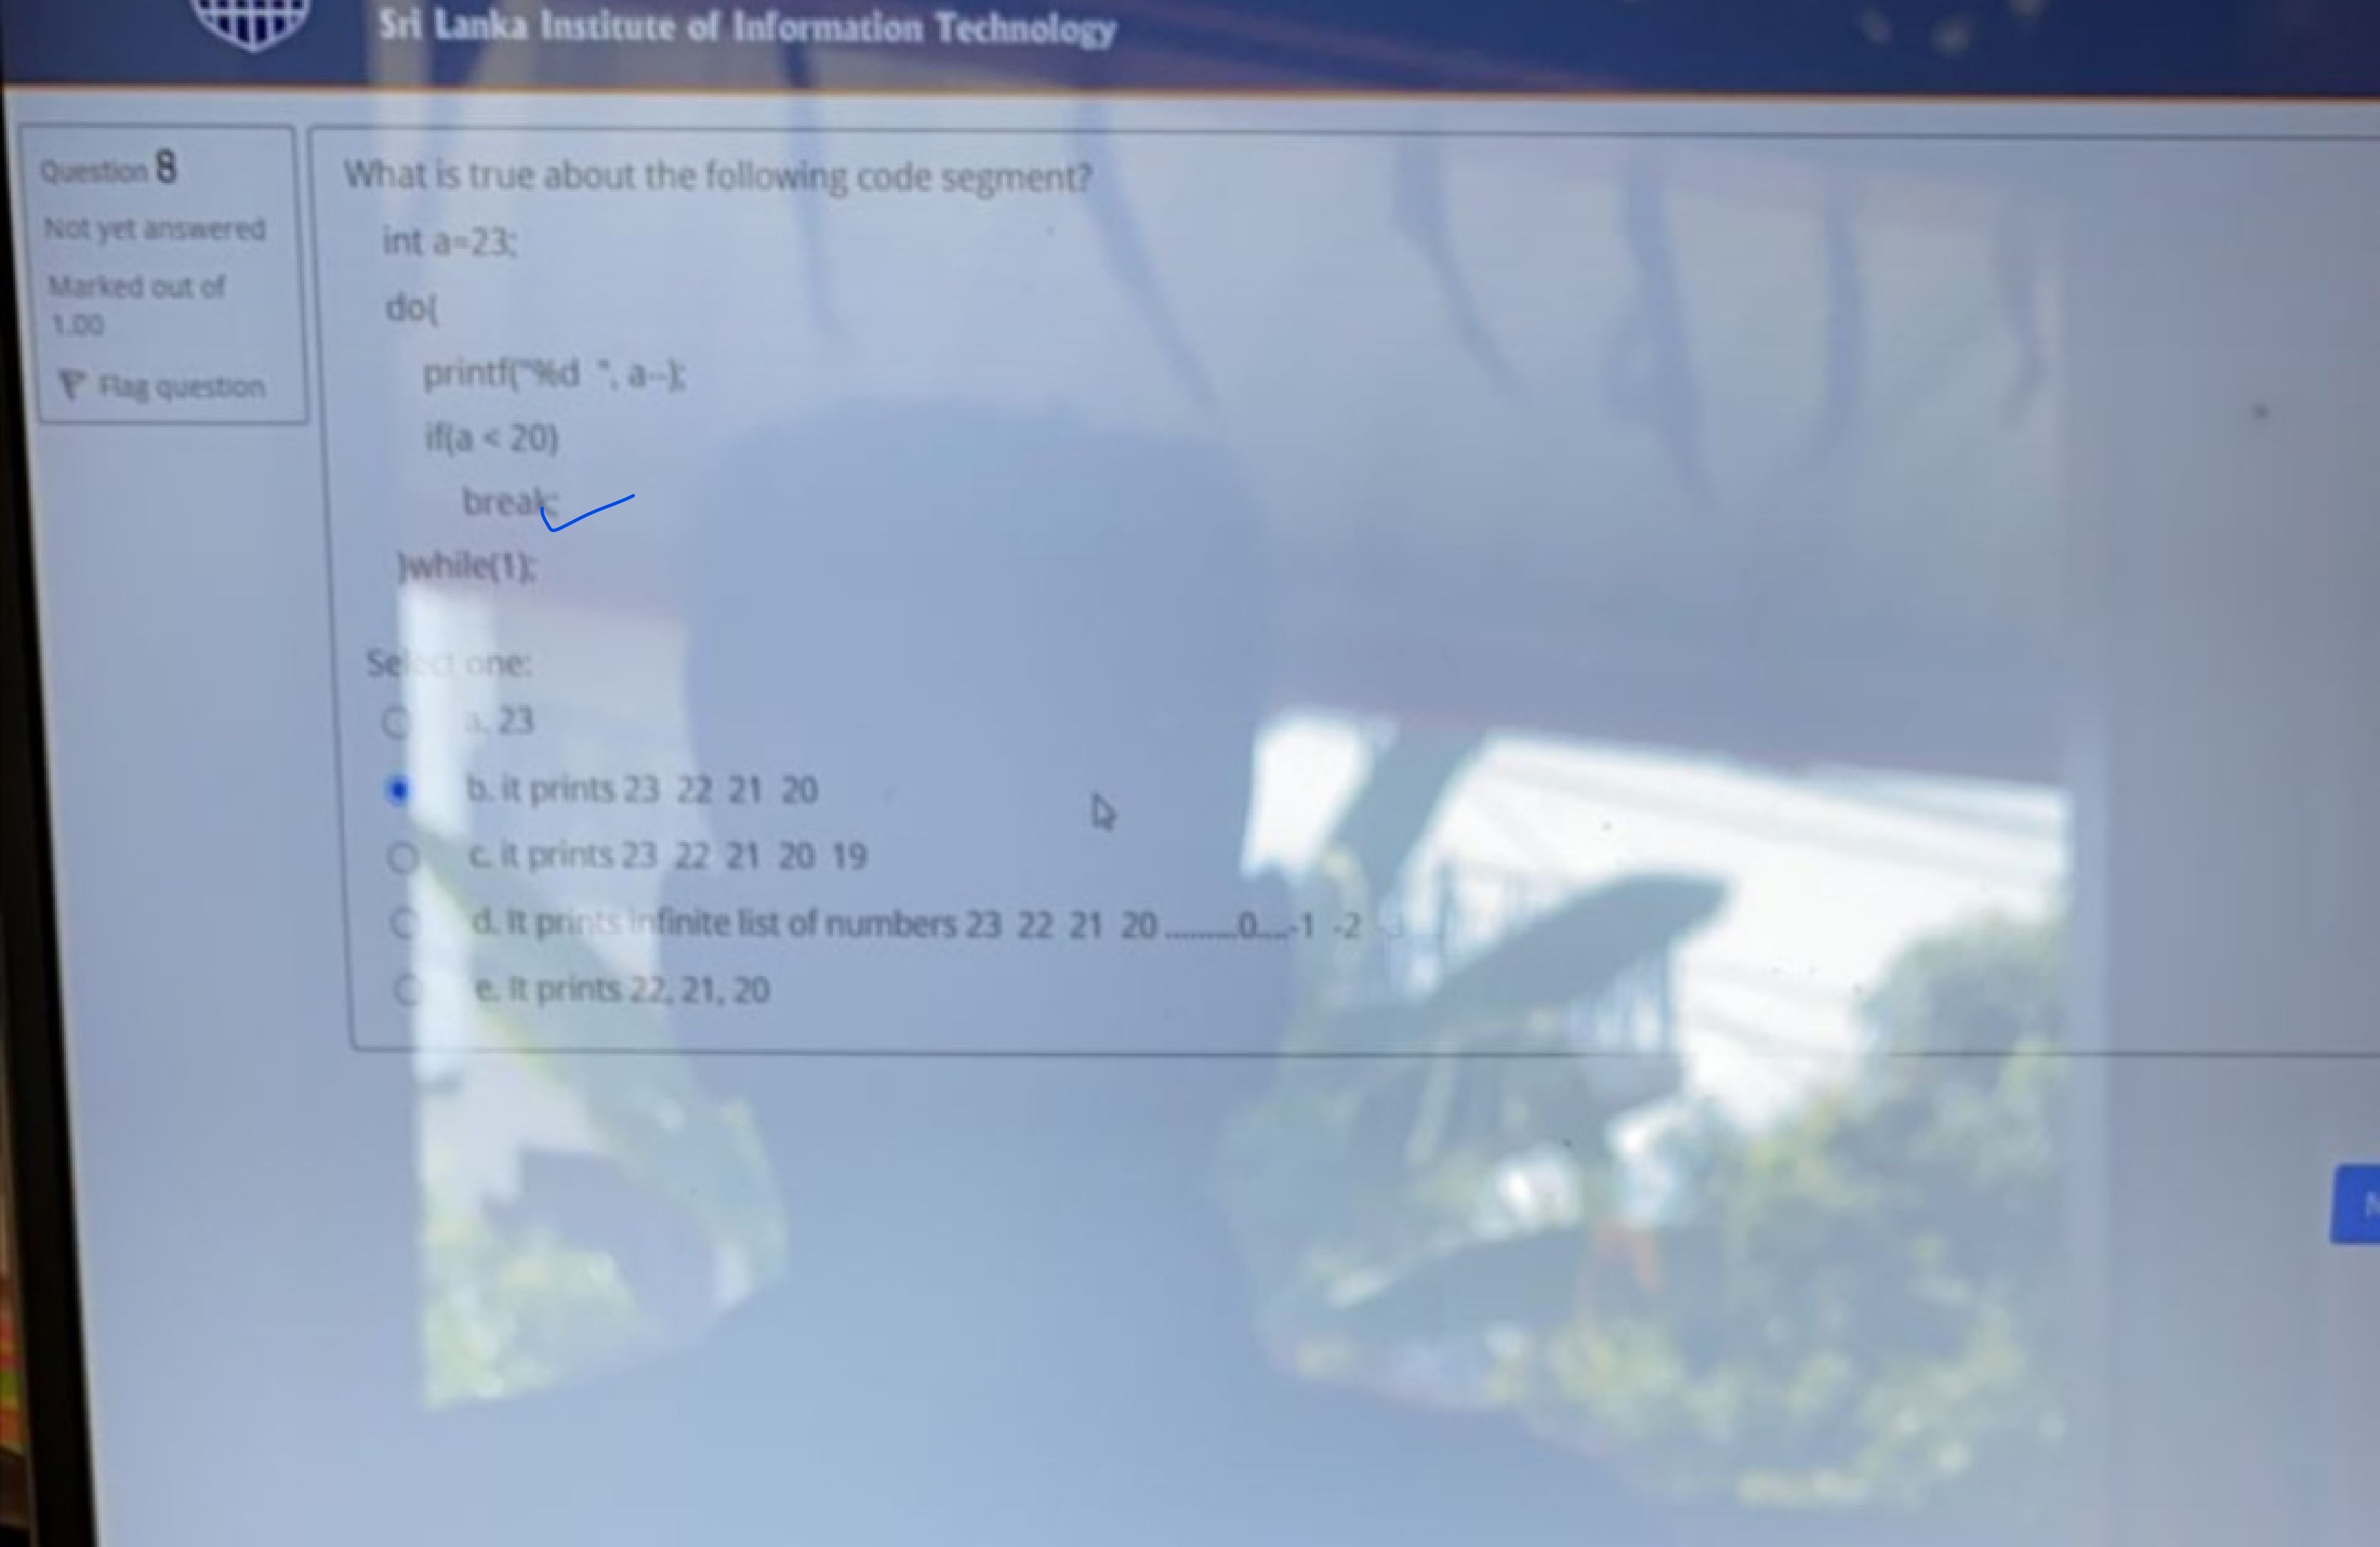 Sri Lanka Institute of Information Technology
Question 8
Not yet answered
Marked out of
1.00
Flag question
What is true about the following code segment?
int a=23;
do{
printf("%d  ", a--);
if(a < 20)
break;
}while(1);
Select one:
a. 23
b. it prints 23  22  21  20
c. it prints 23  22  21  20  19
d. It prints infinite list of numbers 23  22  21  20 .........0....-1  -2  -3
e. It prints 22, 21, 20